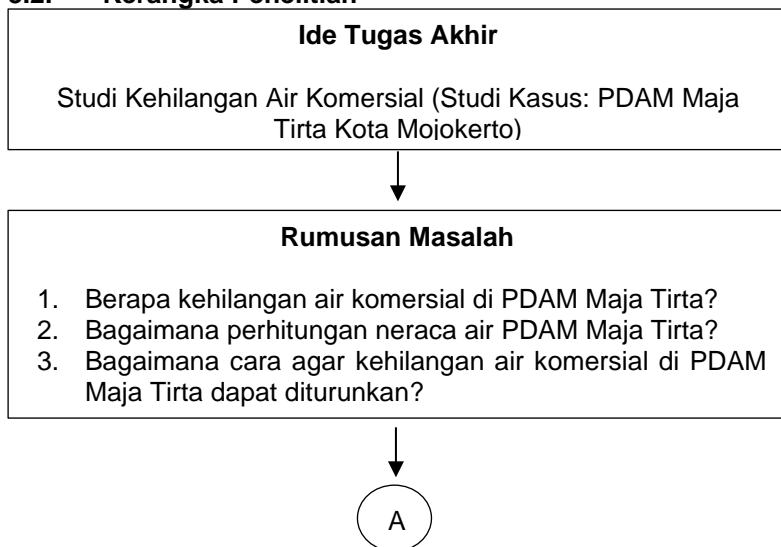 Ide Tugas Akhir
Studi Kehilangan Air Komersial (Studi Kasus: PDAM Maja
Tirta Kota Mojokerto)
Rumusan Masalah
1. Berapa kehilangan air komersial di PDAM Maja Tirta?
2. Bagaimana perhitungan neraca air PDAM Maja Tirta?
3. Bagaimana cara agar kehilangan air komersial di PDAM
Maja Tirta dapat diturunkan?
A